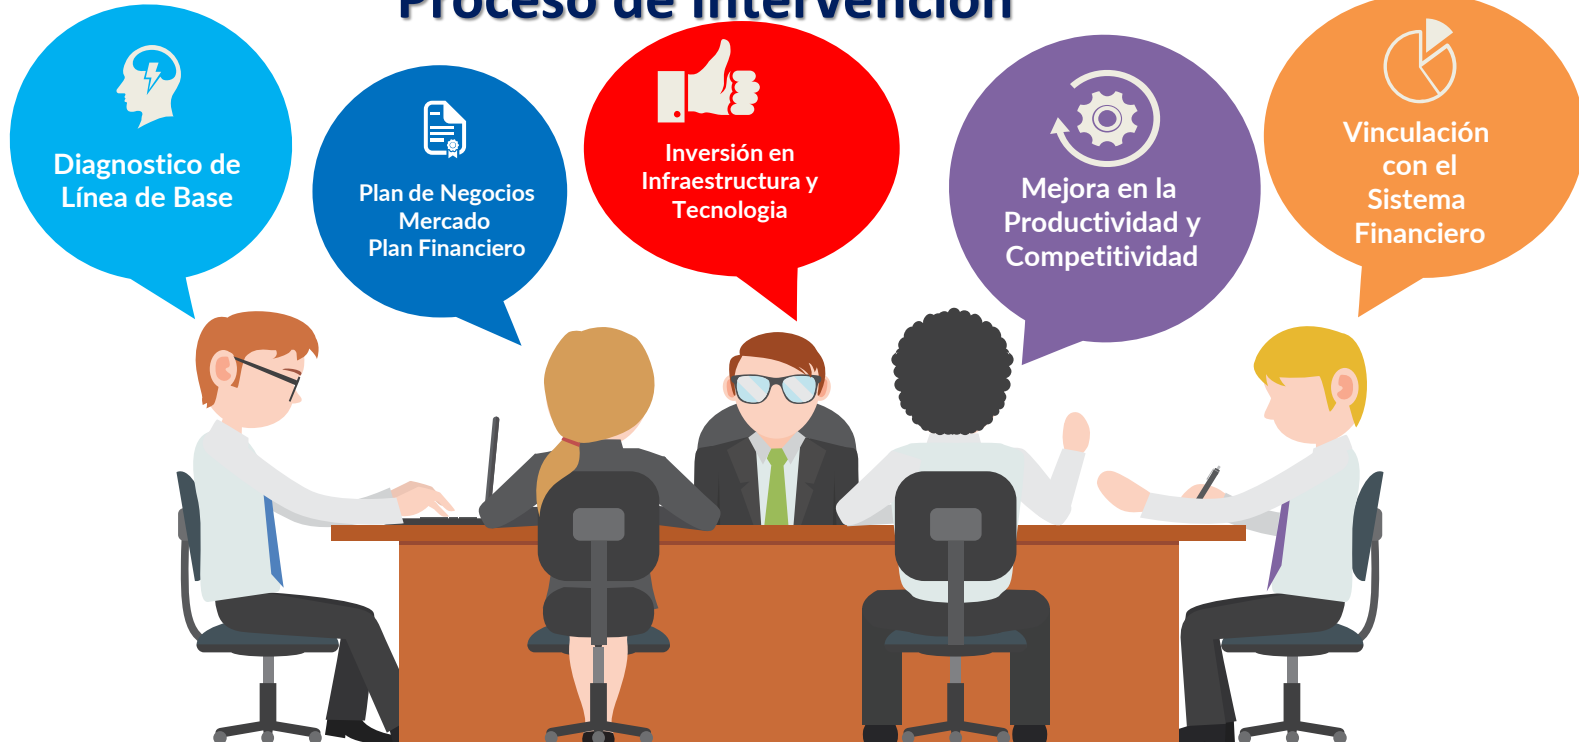 Proceso de Intervención
Diagnostico de
Línea de Base
Plan de Negocios
Mercado
Plan Financiero
Inversión en
Infraestructura y
Tecnologia
Mejora en la
Productividad y
Competitividad
Vinculación
con el
Sistema
Financiero